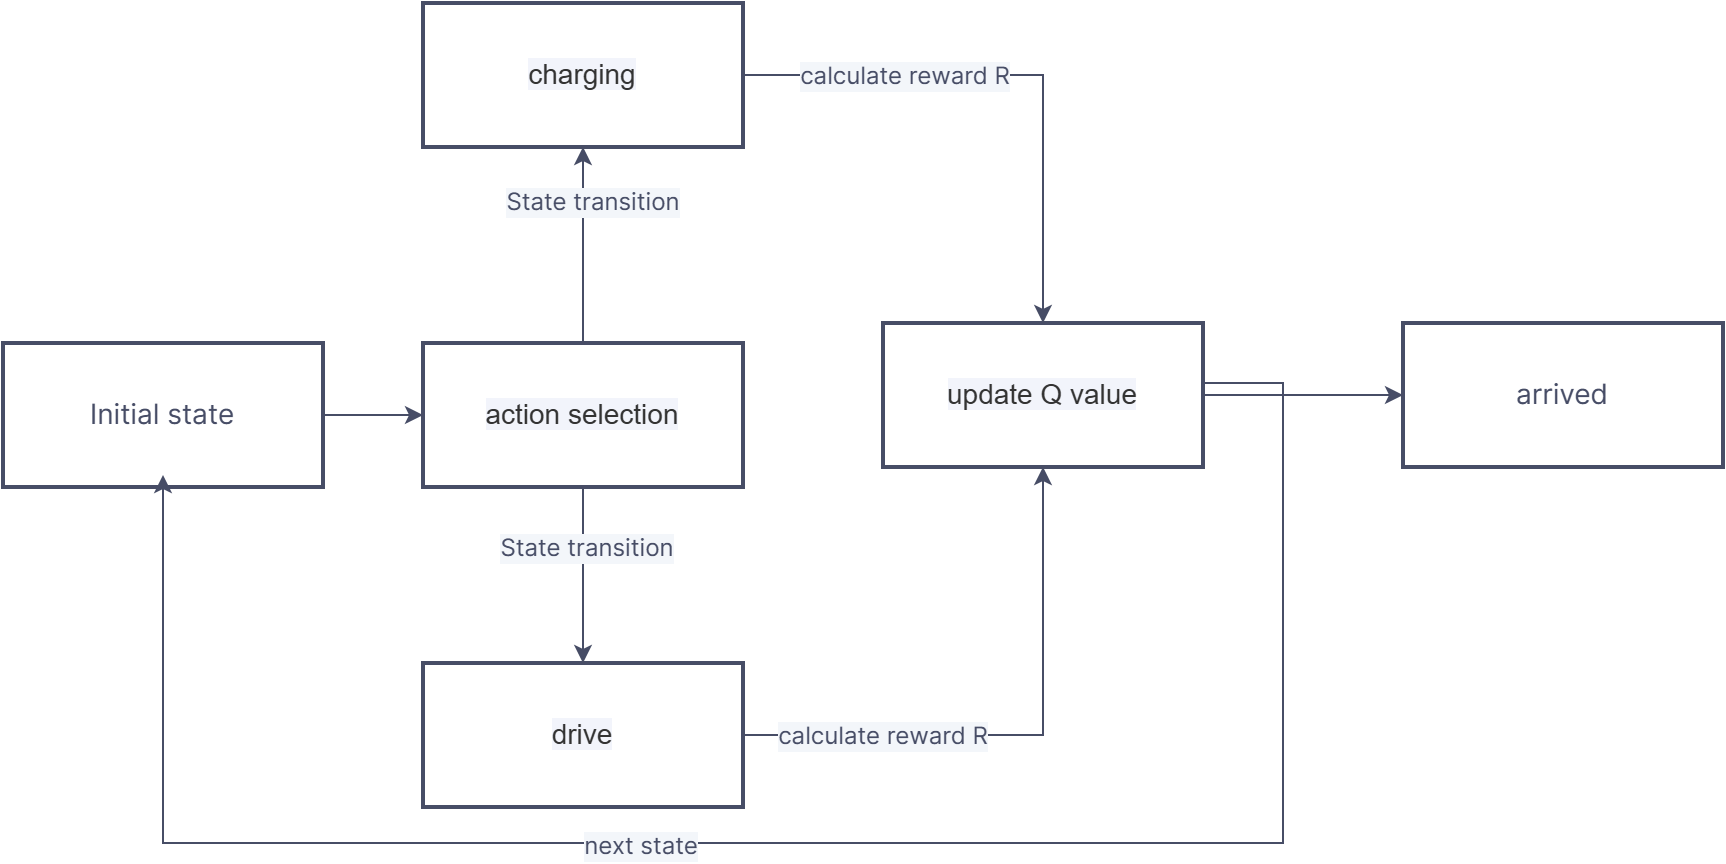 charging
calculate reward R
State transition
Initial state
action selection
update Q value
arrived
State transition
drive
calculate reward R
next state